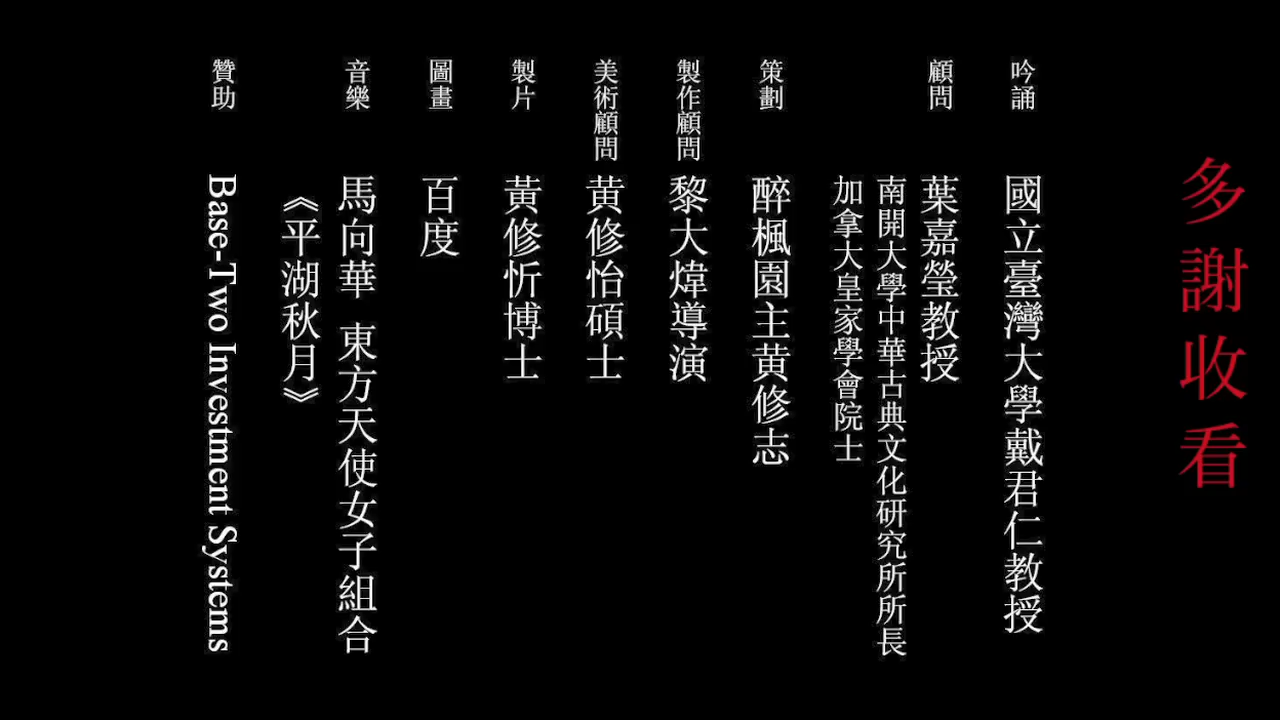 多謝收看
吟誦
國立臺灣大學戴君仁教授
顧問
葉嘉瑩教授
南開大學中華古典文化研究所所長
加拿大皇家學會院士
策劃
醉楓園主黃修志
製作顧問
黎大煒導演
美術顧問
黃修怡碩士
製片
黃修忻博士
圖畫
百度
音樂
馬向華 東方天使女子組合
《平湖秋月》
贊助
Base-Two Investment Systems